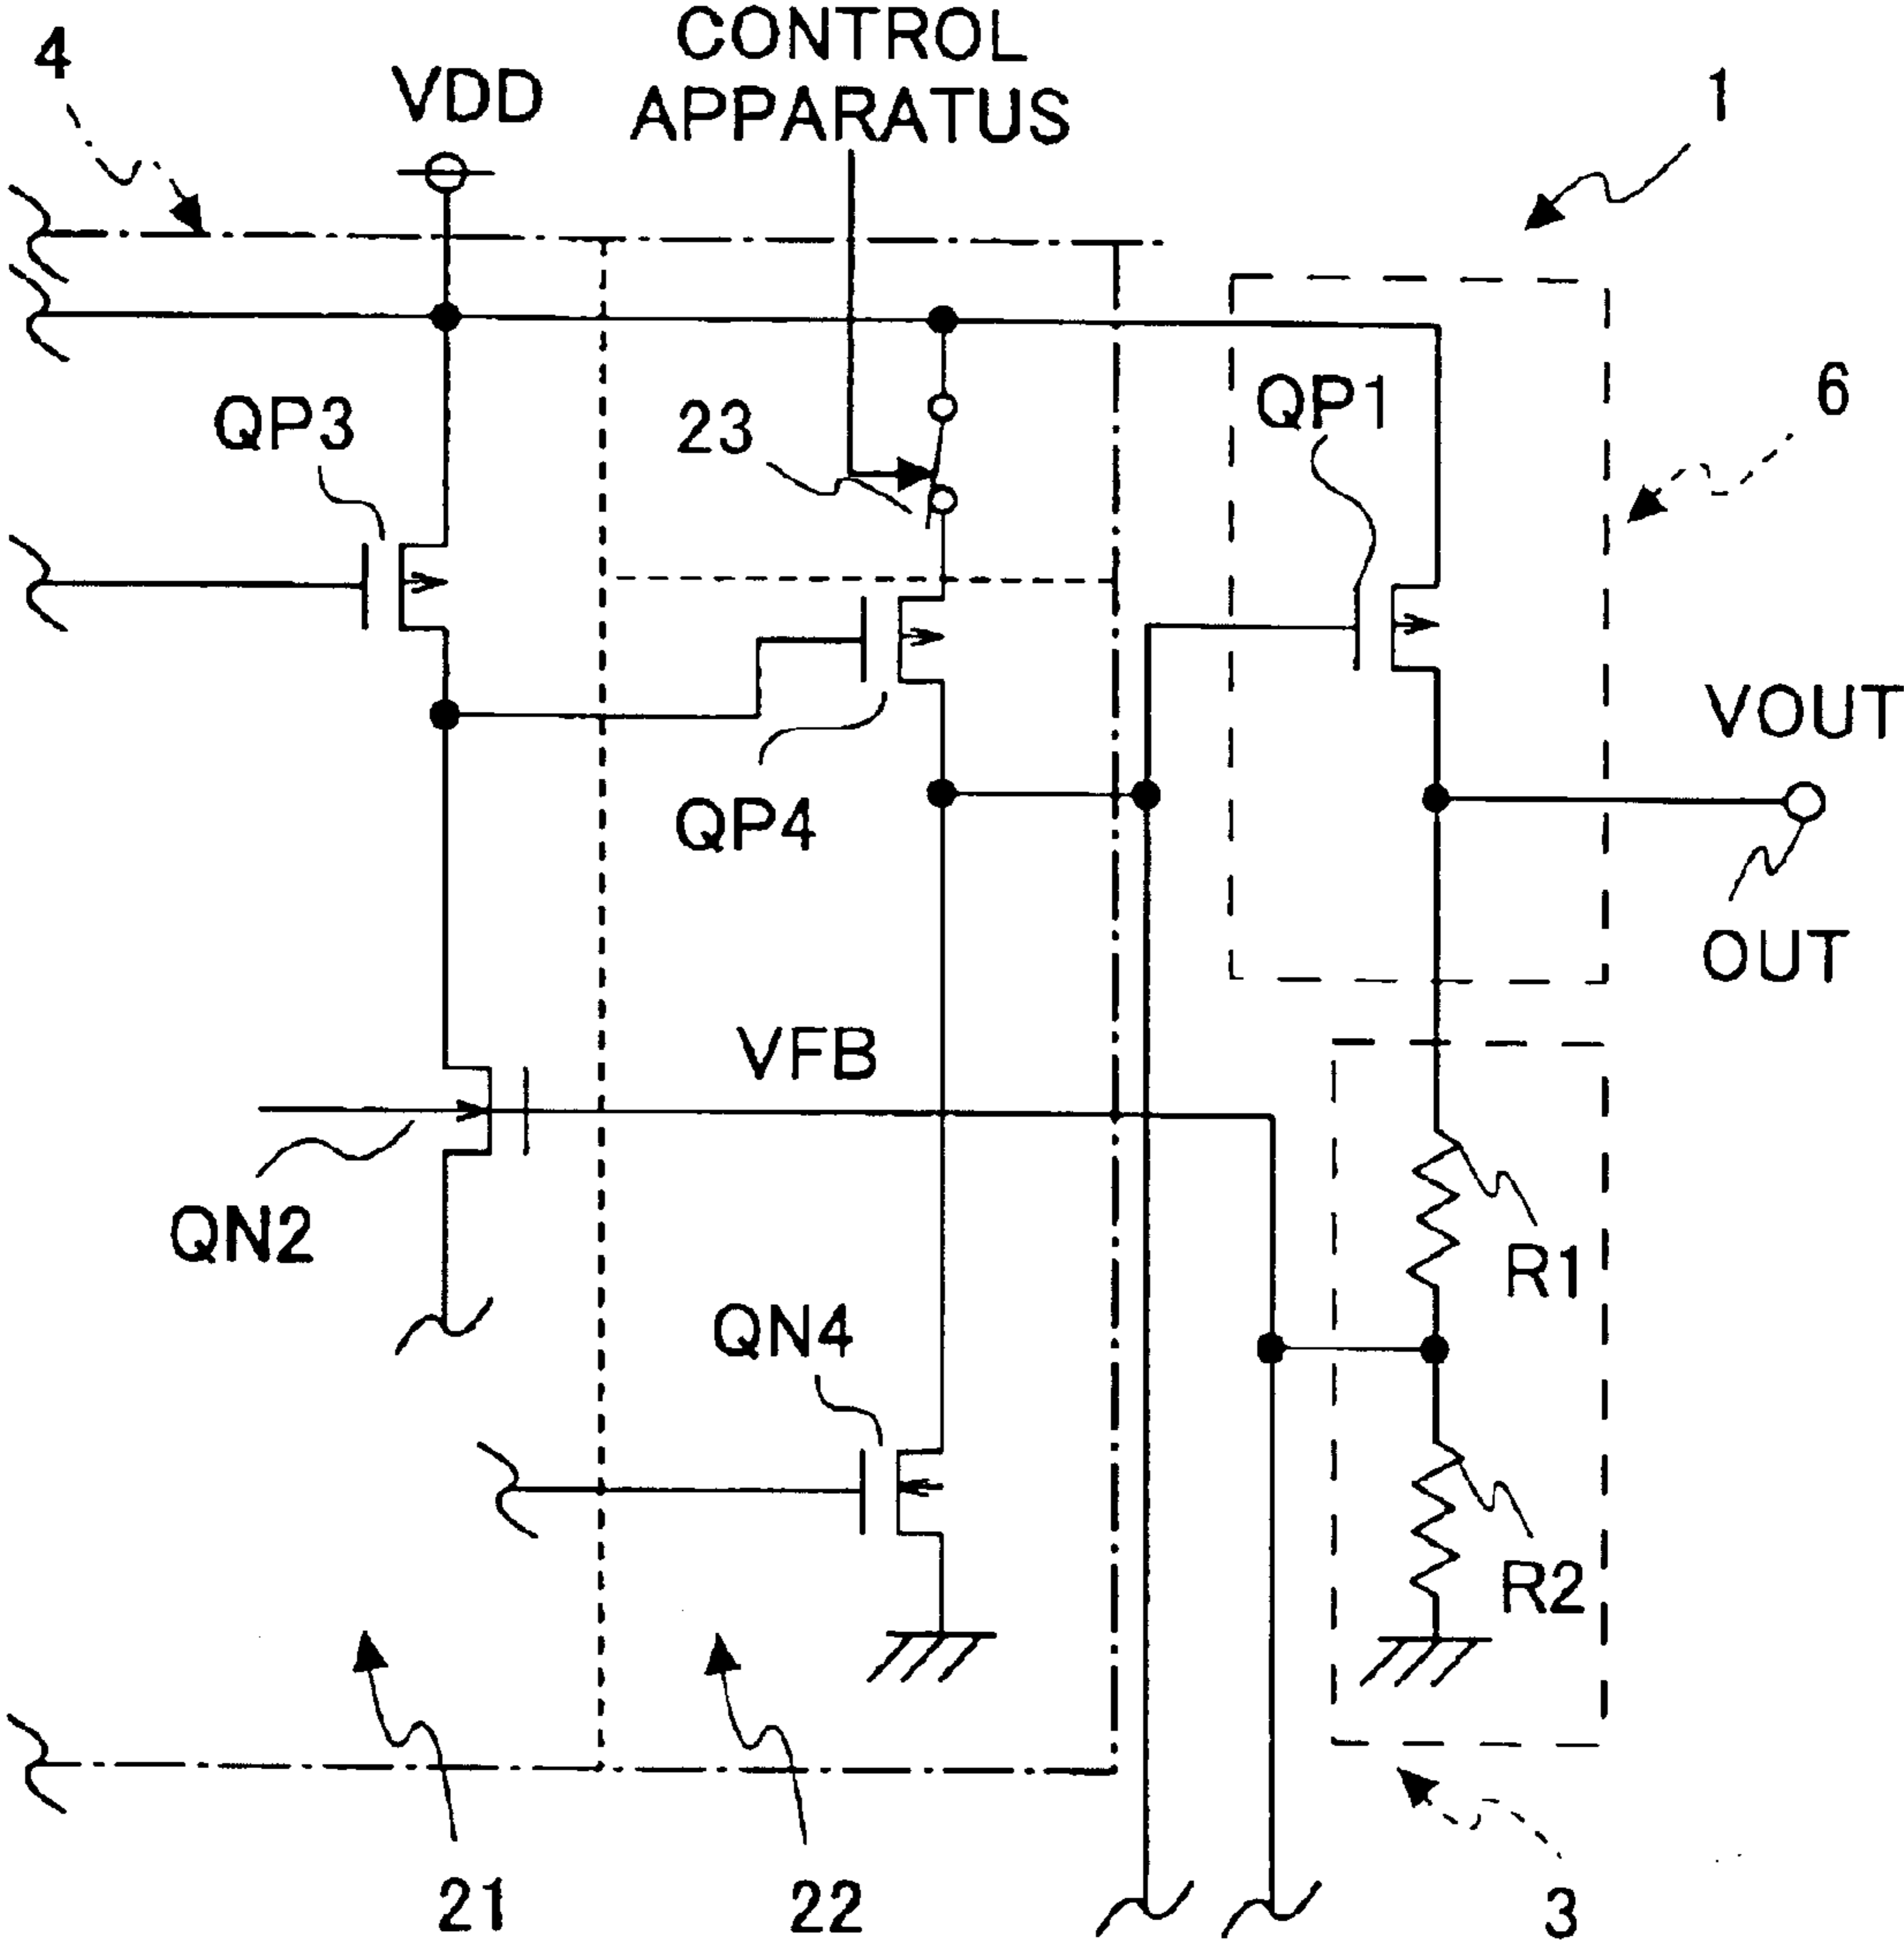 4
CONTROL
APPARATUS
VDD
1
QP3
23
QP1
6
QP4
VOUT
OUT
VFB
QN2
R1
QN4
R2
21
22
3